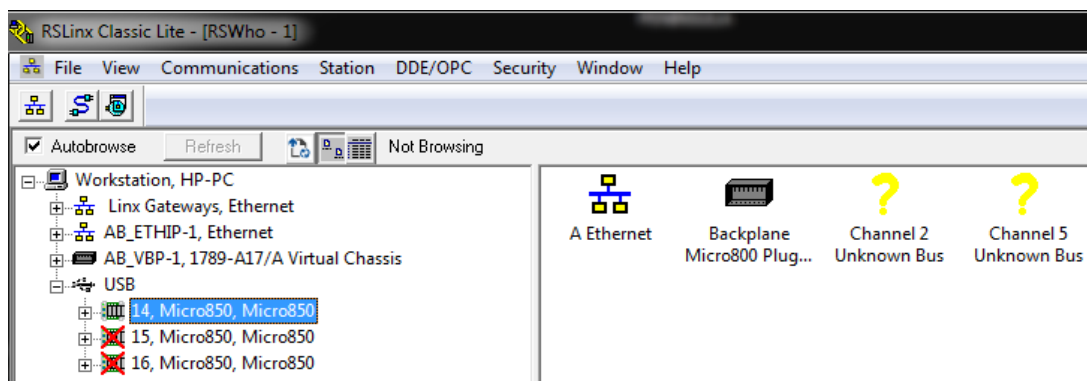 RSLinx Classic Lite - [RSWho - 1]
File View Communications Station DDE/OPC Security Window Help
Autobrowse Refresh Not Browsing
Workstation, HP-PC
Linx Gateways, Ethernet
AB_ETHIP-1, Ethernet
AB_VBP-1, 1789-A17/A Virtual Chassis
USB
14, Micro850, Micro850
15, Micro850, Micro850
16, Micro850, Micro850
A Ethernet
Backplane
Micro800 Plug...
Channel 2
Unknown Bus
Channel 5
Unknown Bus